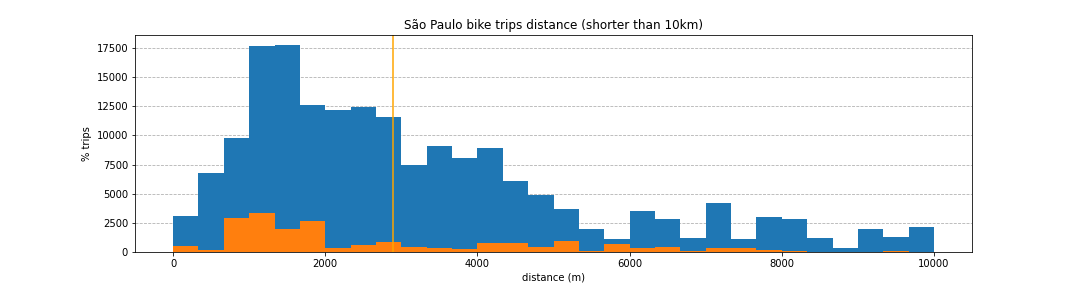 São Paulo bike trips distance (shorter than 10km)
17500
15000
12500
10000
7500
5000
2500
0
% trips
0 2000 4000 6000 8000 10000
distance (m)